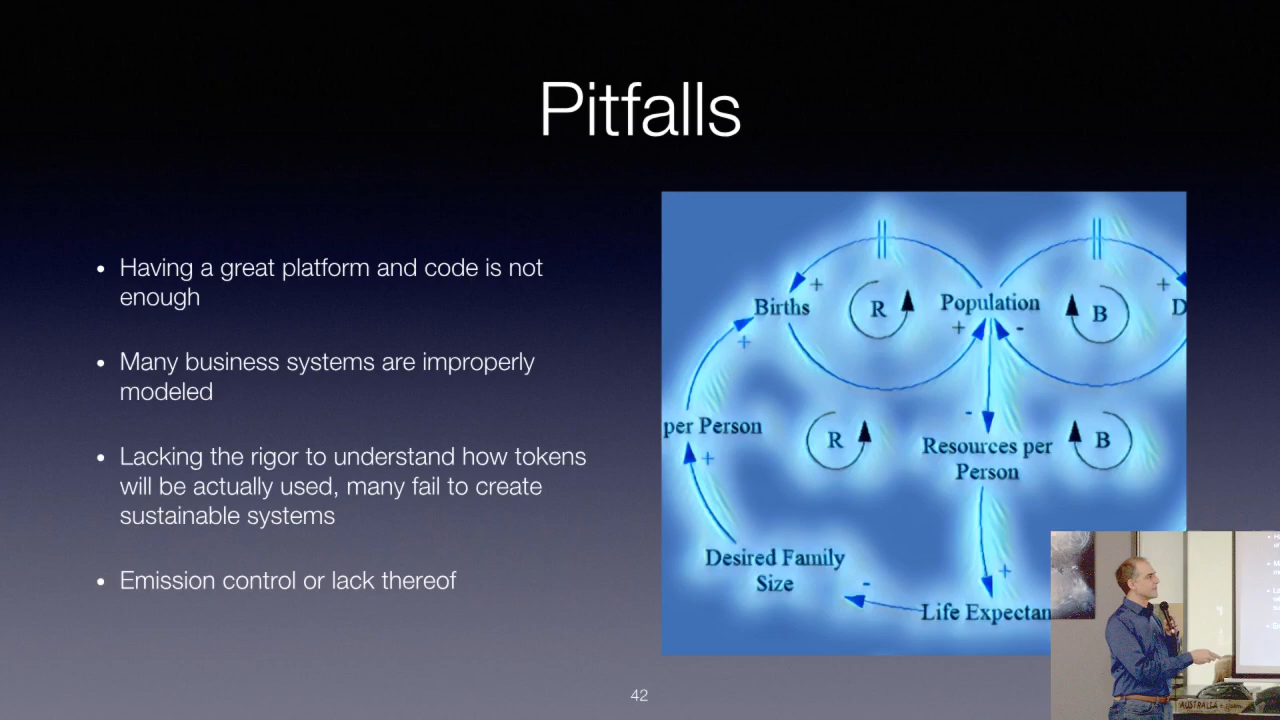 Pitfalls
• Having a great platform and code is not
enough
• Many business systems are improperly
modeled
• Lacking the rigor to understand how tokens
will be actually used, many fail to create
sustainable systems
• Emission control or lack thereof
+ +
Births R Population B D
+ + -
per Person R - B
+ Resources per
Person
Desired Family
Size
- +
Life Expectan
42
AUSTRALIA